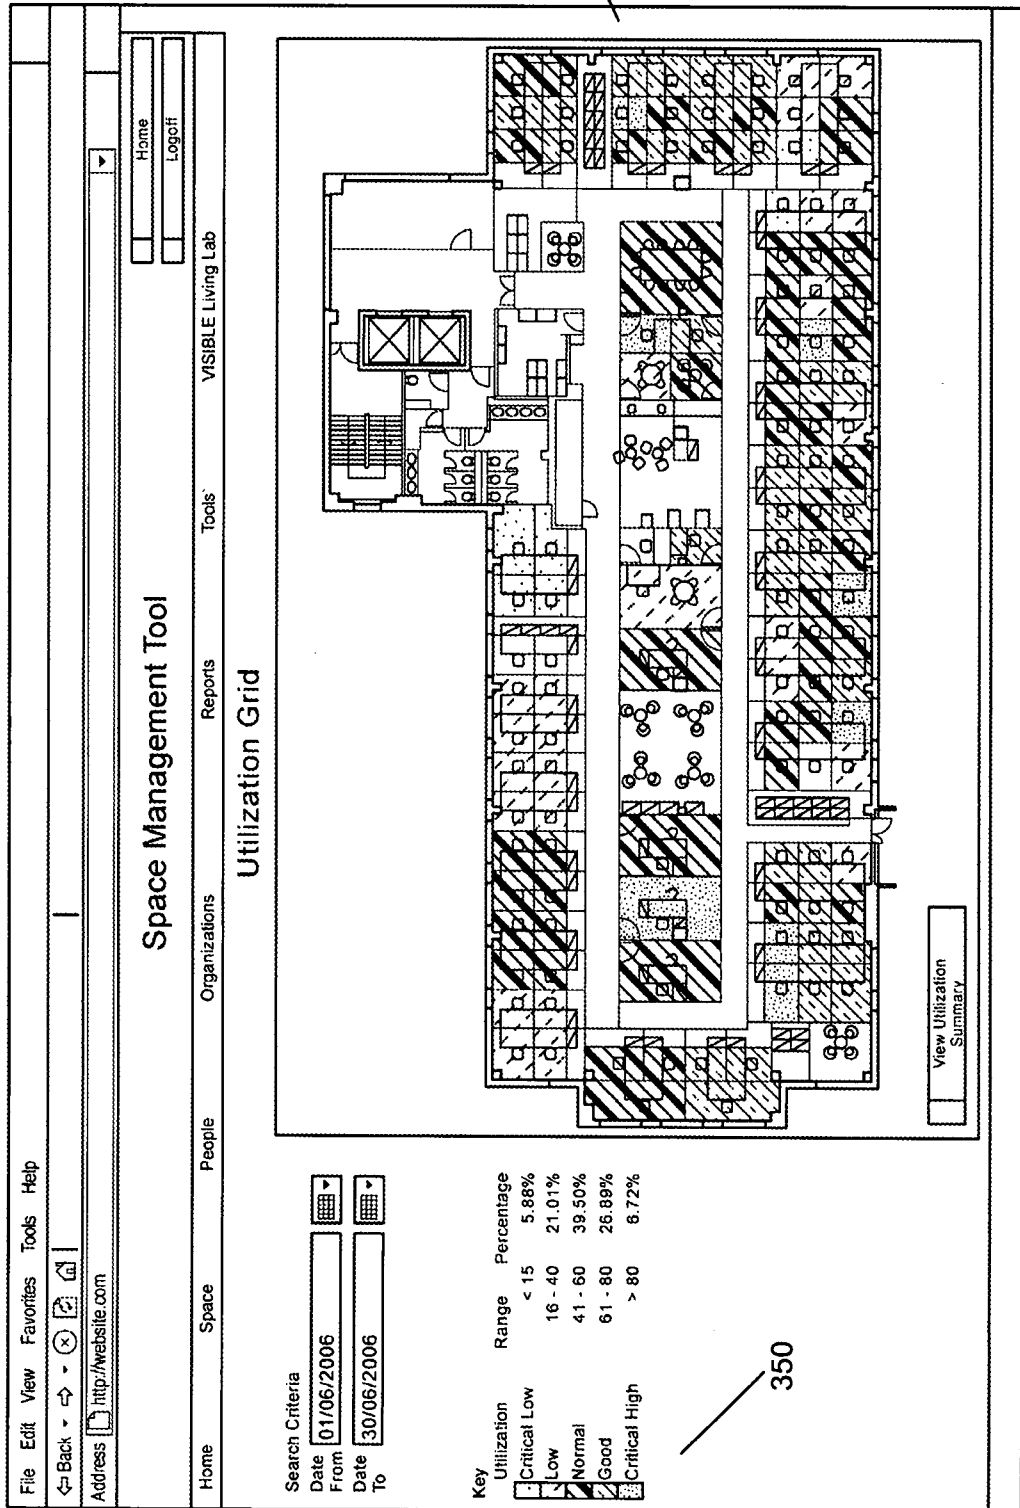 File Edit View Favorites Tools Help
Back
Address http://website.com
Space Management Tool
Home
Logoff
Home Space People Organizations Reports Tools VISIBLE Living Lab
Utilization Grid
Search Criteria
Date From 01/06/2006
Date To 30/06/2006
Key
Utilization Range Percentage
Critical Low < 15 5.88%
Low 16 - 40 21.01%
Normal 41 - 60 39.50%
Good 61 - 80 26.89%
Critical High > 80 6.72%
350
View Utilization
Summary